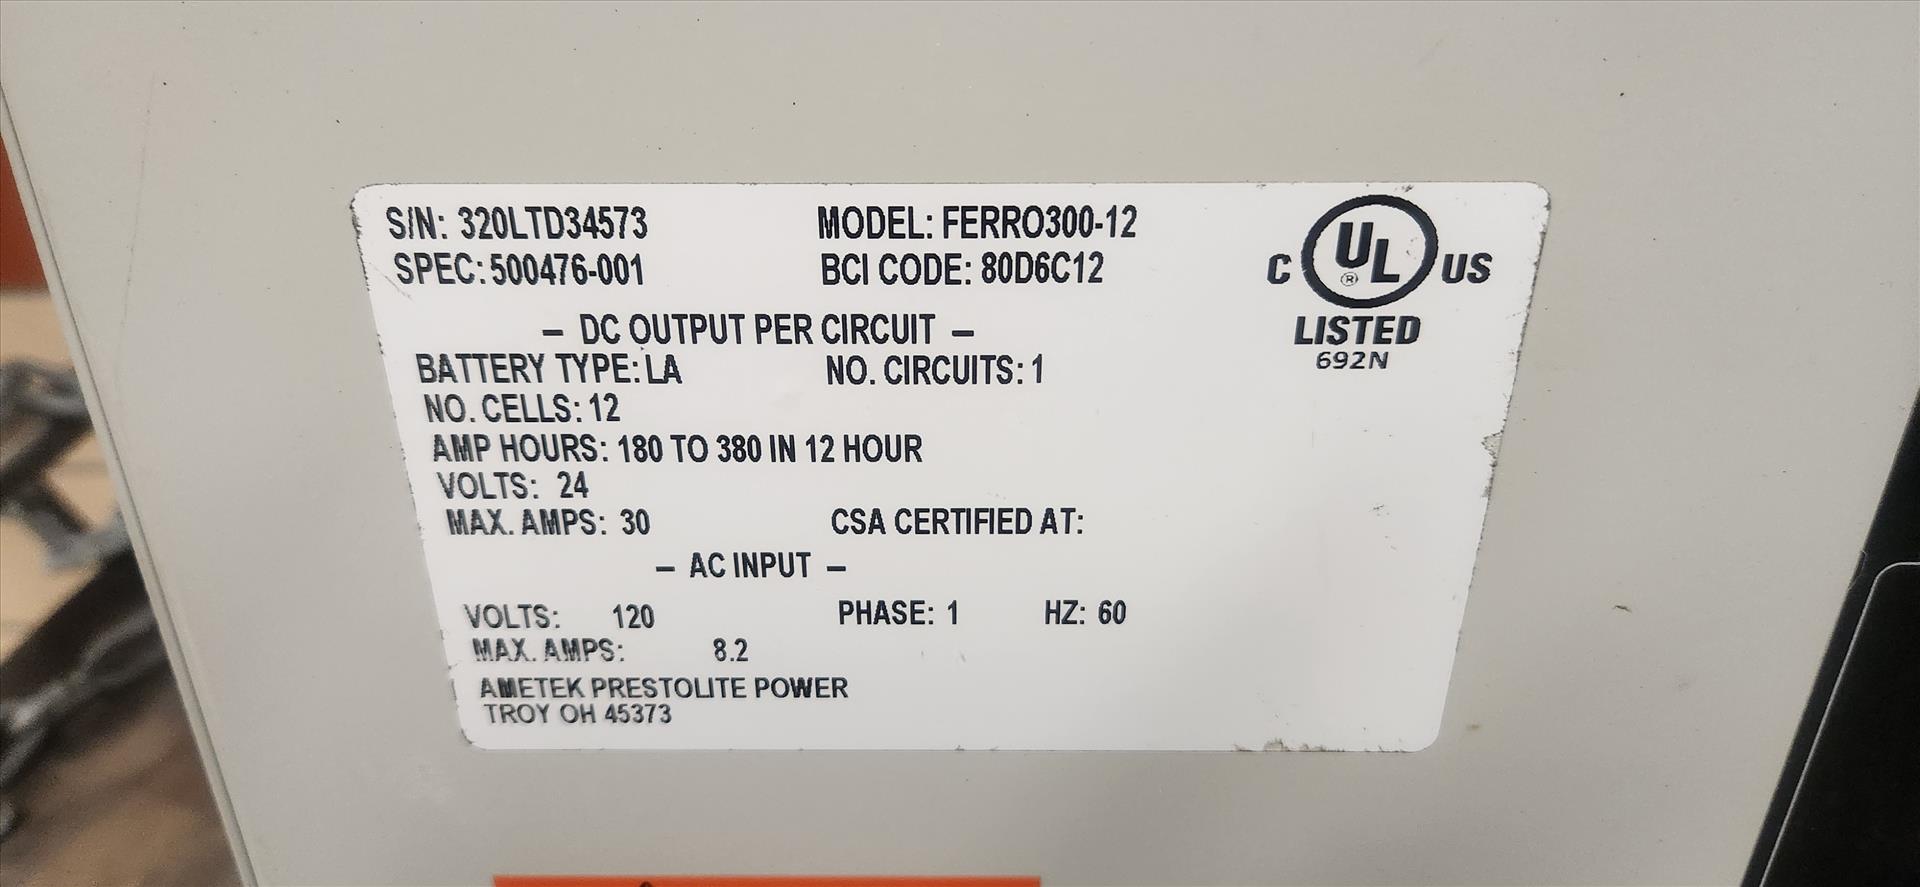 S/N: 320LTD34573 MODEL: FERRO300-12
SPEC: 500476-001 BCI CODE: 80D6C12
C UL ® US
LISTED
692N
– DC OUTPUT PER CIRCUIT –
BATTERY TYPE: LA NO. CIRCUITS: 1
NO. CELLS: 12
AMP HOURS: 180 TO 380 IN 12 HOUR
VOLTS: 24
MAX. AMPS: 30 CSA CERTIFIED AT:
– AC INPUT –
VOLTS: 120 PHASE: 1 HZ: 60
MAX. AMPS: 8.2
AMETEK PRESTOLITE POWER
TROY OH 45373